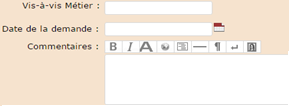 Vis-à-vis Métier :
Date de la demande :
Commentaires :
B I A ¶
A